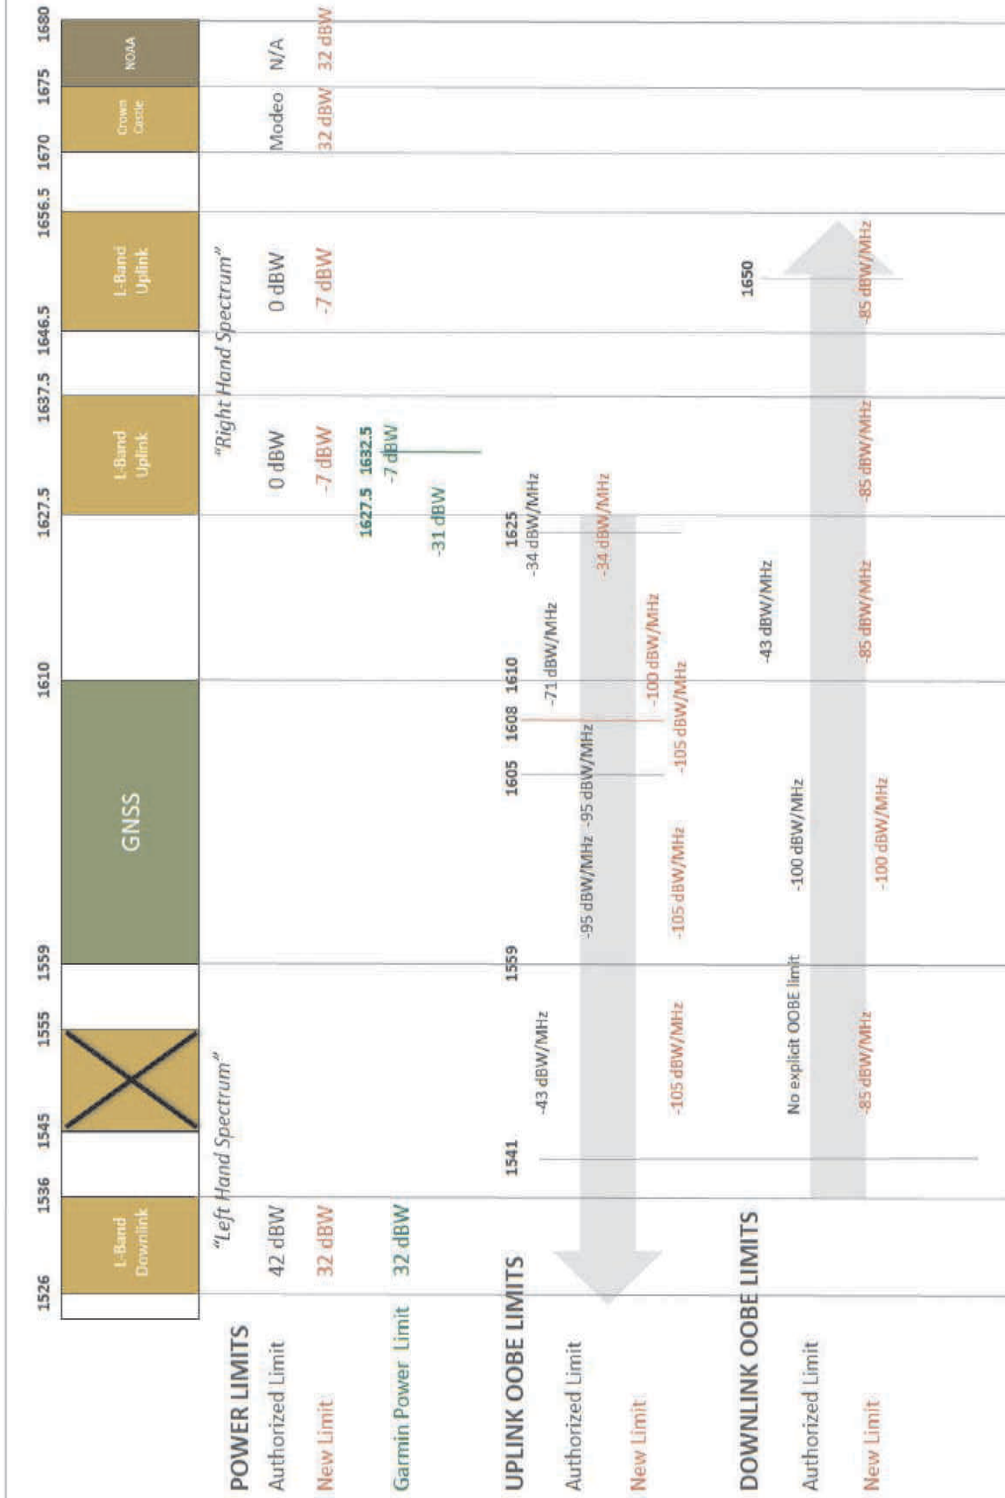 1526 1536 1545 1555 1559 1610 1627.5 1637.5 1646.5 1656.5 1670 1675 1680
L-Band
Downlink
GNSS
L-Band
Uplink
L-Band
Uplink
Crown
Castle
NOAA
"Left Hand Spectrum"
"Right Hand Spectrum"
POWER LIMITS
Authorized Limit 42 dBW 0 dBW 0 dBW Modeo N/A
New Limit 32 dBW -7 dBW -7 dBW 32 dBW 32 dBW
1627.5 1632.5
Garmin Power Limit 32 dBW -7 dBW
-31 dBW
UPLINK OOBE LIMITS 1541 1559 1605 1608 1610 1625
-43 dBW/MHz -71 dBW/MHz -34 dBW/MHz
Authorized Limit -95 dBW/MHz -95 dBW/MHz
-34 dBW/MHz
New Limit -100 dBW/MHz
-105 dBW/MHz -105 dBW/MHz -105 dBW/MHz
DOWNLINK OOBE LIMITS 1650
-43 dBW/MHz
Authorized Limit No explicit OOBE limit -100 dBW/MHz
New Limit -85 dBW/MHz -85 dBW/MHz -85 dBW/MHz -85 dBW/MHz
-100 dBW/MHz